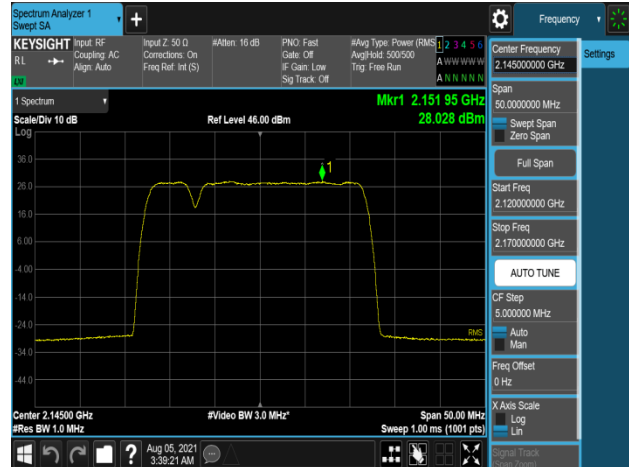 Spectrum Analyzer 1
Swept SA
+
Frequency
KEYSIGHT
RL
Input: RF
Coupling: AC
Align: Auto
Input Z: 50 Ω
Corrections: On
Freq Ref: Int (S)
#Atten: 16 dB
PNO: Fast
Gate: Off
IF Gain: Low
Sig Track: Off
#Avg Type: Power (RMS
Avg|Hold: 500/500
Trig: Free Run
1 2 3 4 5 6
A W W W W W
A N N N N N
1 Spectrum
Scale/Div 10 dB
Log
Ref Level 46.00 dBm
Mkr1 2.151 95 GHz
28.028 dBm
1
36.0
26.0
16.0
6.00
-4.00
-14.0
-24.0
-34.0
-44.0
RMS
Center 2.14500 GHz
#Res BW 1.0 MHz
#Video BW 3.0 MHz*
Span 50.00 MHz
Sweep 1.00 ms (1001 pts)
?
Aug 05, 2021
3:39:21 AM
Center Frequency
2.145000000 GHz
Settings
Span
50.0000000 MHz
Swept Span
Zero Span
Full Span
Start Freq
2.120000000 GHz
Stop Freq
2.170000000 GHz
AUTO TUNE
CF Step
5.000000 MHz
Auto
Man
Freq Offset
0 Hz
X Axis Scale
Log
Lin
Signal Track
(Span Zoom)